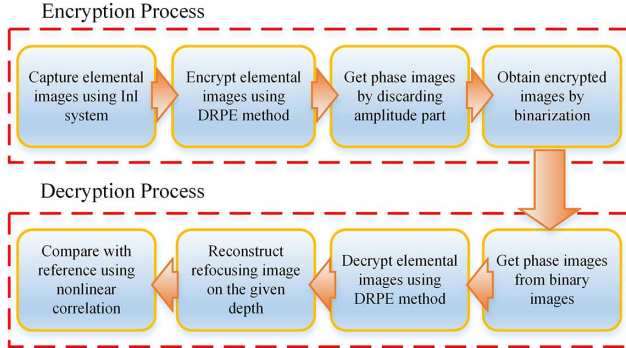 Encryption Process
Capture elemental
images using InI
system
Encrypt elemental
images using
DRPE method
Get phase images
by discarding
amplitude part
Obtain encrypted
images by
binarization
Decryption Process
Compare with
reference using
nonlinear
correlation
Reconstruct
refocusing image
on the given
depth
Decrypt elemental
images using
DRPE method
Get phase images
from binary
images